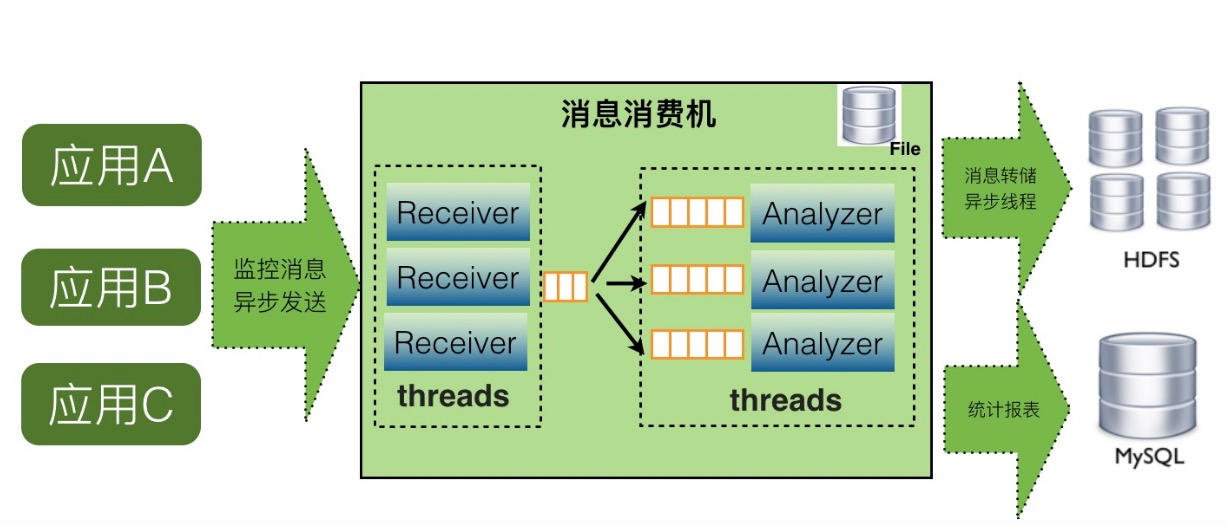 应用A
应用B
应用C
监控消息
异步发送
消息消费机
File
Receiver
Receiver
Receiver
threads
Analyzer
Analyzer
Analyzer
threads
消息转储
异步线程
HDFS
统计报表
MySQL